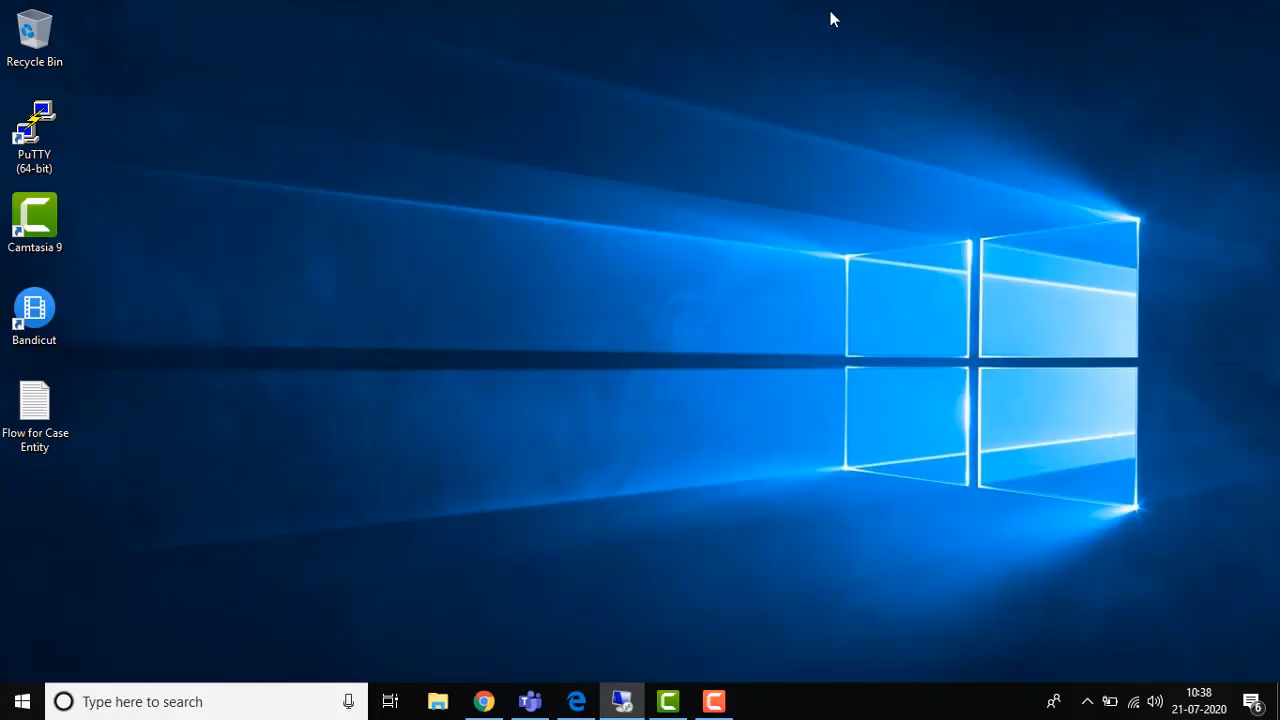 Recycle Bin
PuTTY
(64-bit)
Camtasia 9
Bandicut
Flow for Case
Entity
Type here to search
10:38
21-07-2020
6